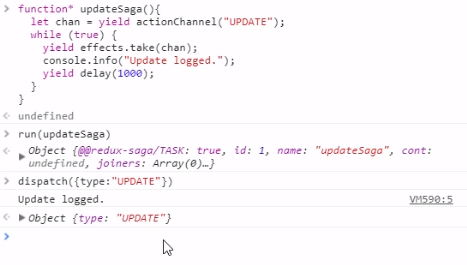 function* updateSaga(){
let chan = yield actionChannel("UPDATE");
while (true) {
yield effects.take(chan);
console.info("Update logged.");
yield delay(1000);
}
}
undefined
run(updateSaga)
Object {@@redux-saga/TASK: true, id: 1, name: "updateSaga", cont:
undefined, joiners: Array(0)…}
dispatch({type:"UPDATE"})
Update logged. VM590:5
Object {type: "UPDATE"}